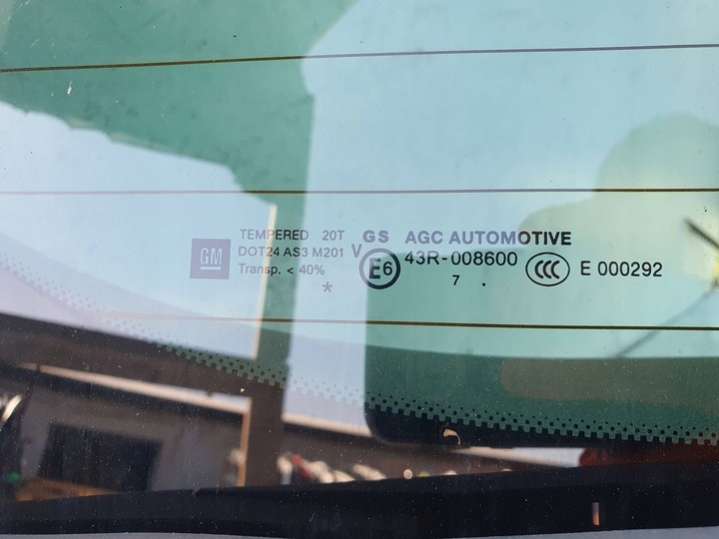 GM
TEMPERED 20T
DOT24 AS3 M201
Transp. < 40%
*
V
GS AGC AUTOMOTIVE
E6 43R-008600
7 .
CCC E 000292